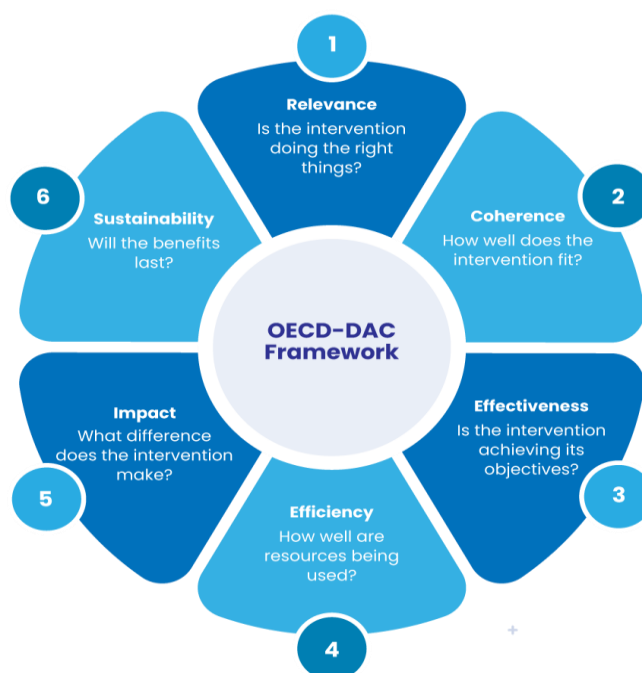 1
Relevance
Is the intervention
doing the right
things?
2
Coherence
How well does the
intervention fit?
3
Effectiveness
Is the intervention
achieving its
objectives?
4
Efficiency
How well are
resources being
used?
5
Impact
What difference
does the intervention
make?
6
Sustainability
Will the benefits
last?
OECD-DAC
Framework